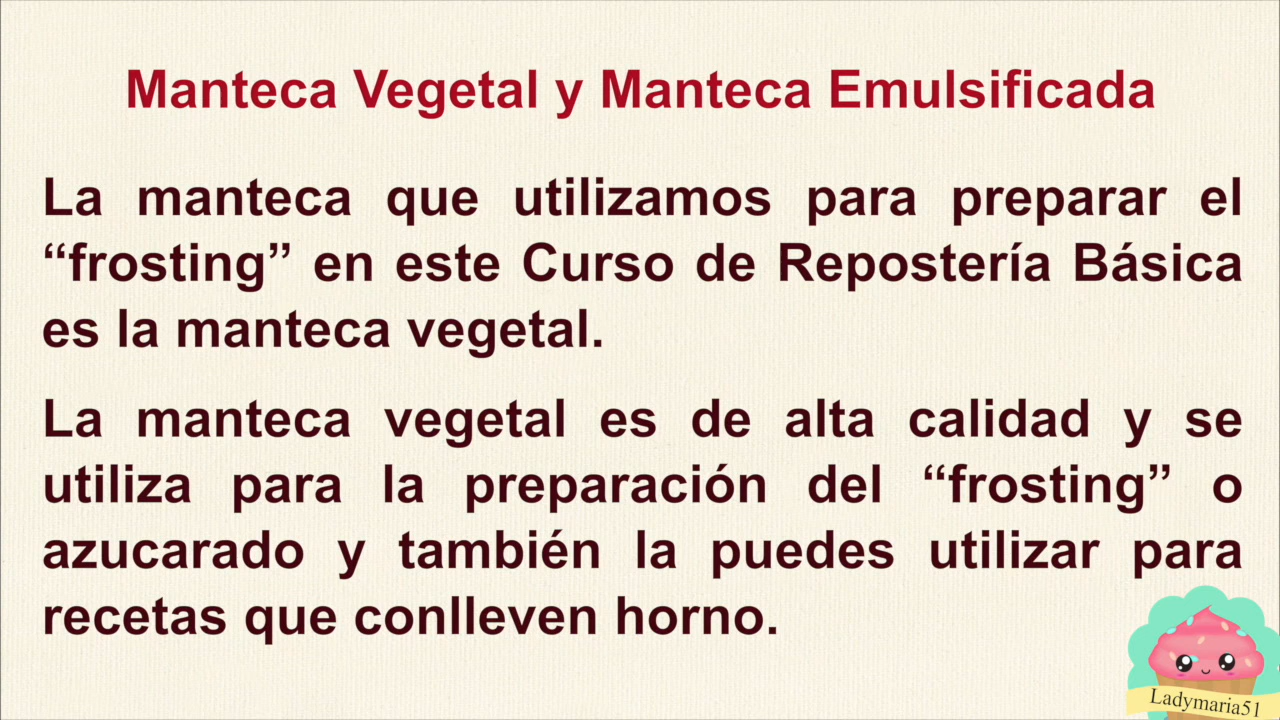 Manteca Vegetal y Manteca Emulsificada
La manteca que utilizamos para preparar el
“frosting” en este Curso de Repostería Básica
es la manteca vegetal.
La manteca vegetal es de alta calidad y se
utiliza para la preparación del “frosting” o
azucarado y también la puedes utilizar para
recetas que conlleven horno.
Ladymaria51